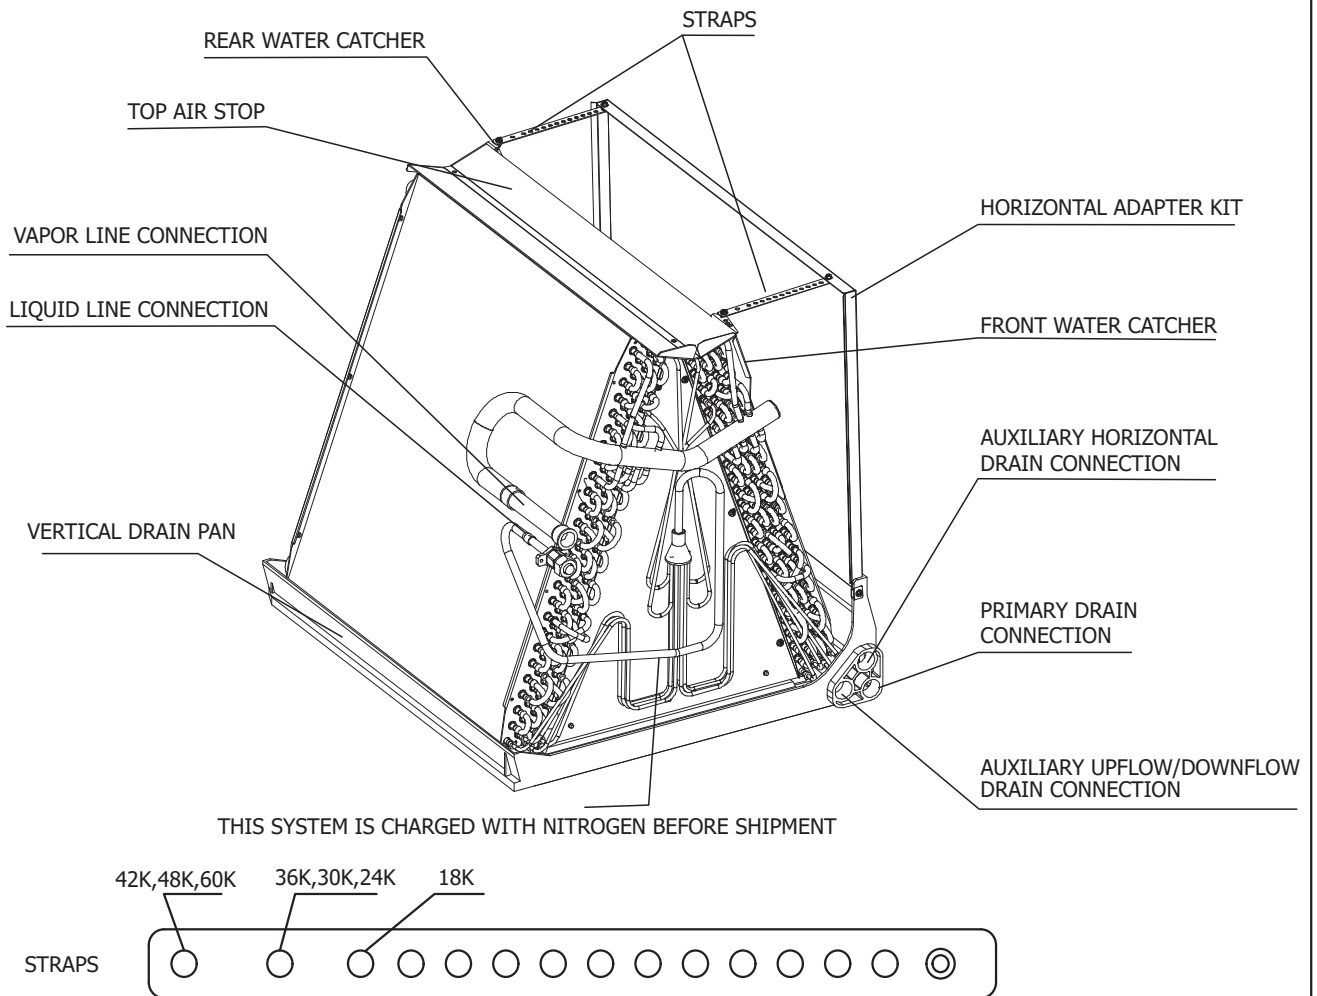 STRAPS
REAR WATER CATCHER
TOP AIR STOP
HORIZONTAL ADAPTER KIT
VAPOR LINE CONNECTION
LIQUID LINE CONNECTION
FRONT WATER CATCHER
AUXILIARY HORIZONTAL
DRAIN CONNECTION
VERTICAL DRAIN PAN
PRIMARY DRAIN
CONNECTION
AUXILIARY UPFLOW/DOWNFLOW
DRAIN CONNECTION
THIS SYSTEM IS CHARGED WITH NITROGEN BEFORE SHIPMENT
42K,48K,60K
36K,30K,24K
18K
STRAPS